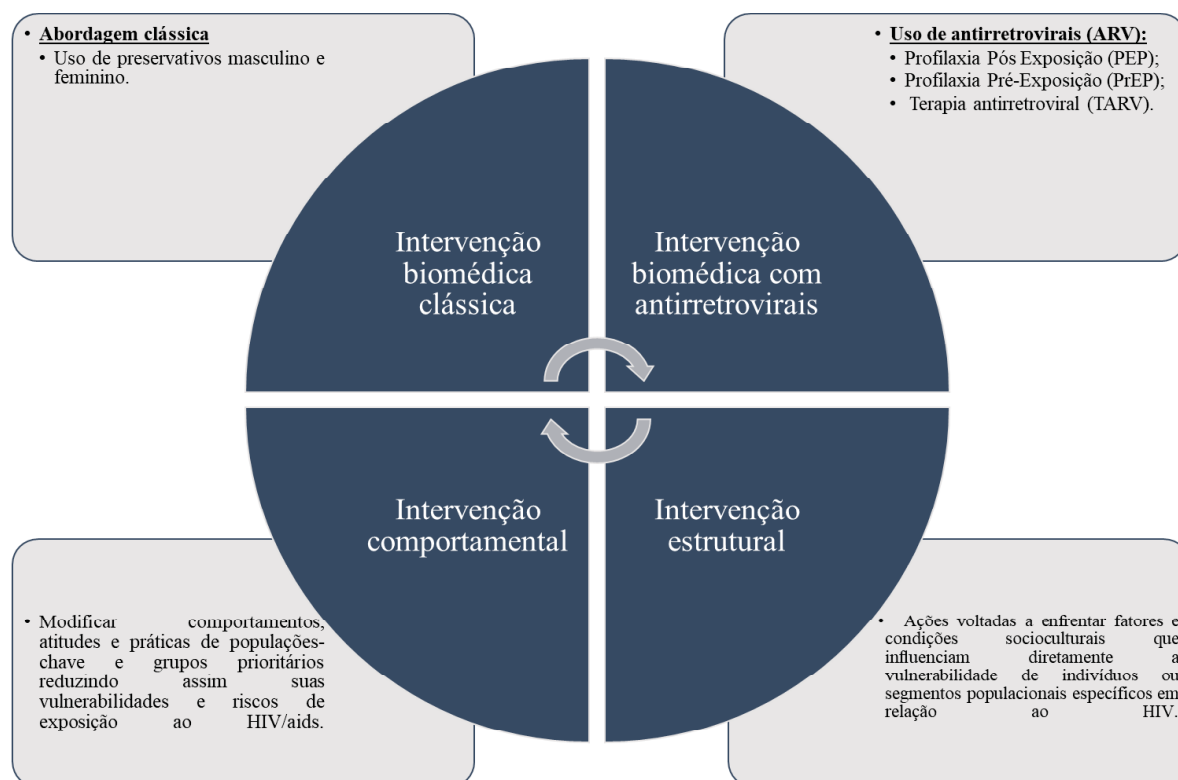 • Abordagem clássica
• Uso de preservativos masculino e
feminino.
• Uso de antirretrovirais (ARV):
• Profilaxia Pós Exposição (PEP);
• Profilaxia Pré-Exposição (PrEP);
• Terapia antirretroviral (TARV).
Intervenção
biomédica
clássica
Intervenção
biomédica com
antirretrovirais
Intervenção
comportamental
Intervenção
estrutural
• Modificar comportamentos,
atitudes e práticas de populações-
chave e grupos prioritários
reduzindo assim suas
vulnerabilidades e riscos de
exposição ao HIV/aids.
• Ações voltadas a enfrentar fatores e
condições socioculturais que
influenciam diretamente a
vulnerabilidade de indivíduos ou
segmentos populacionais específicos em
relação ao HIV.